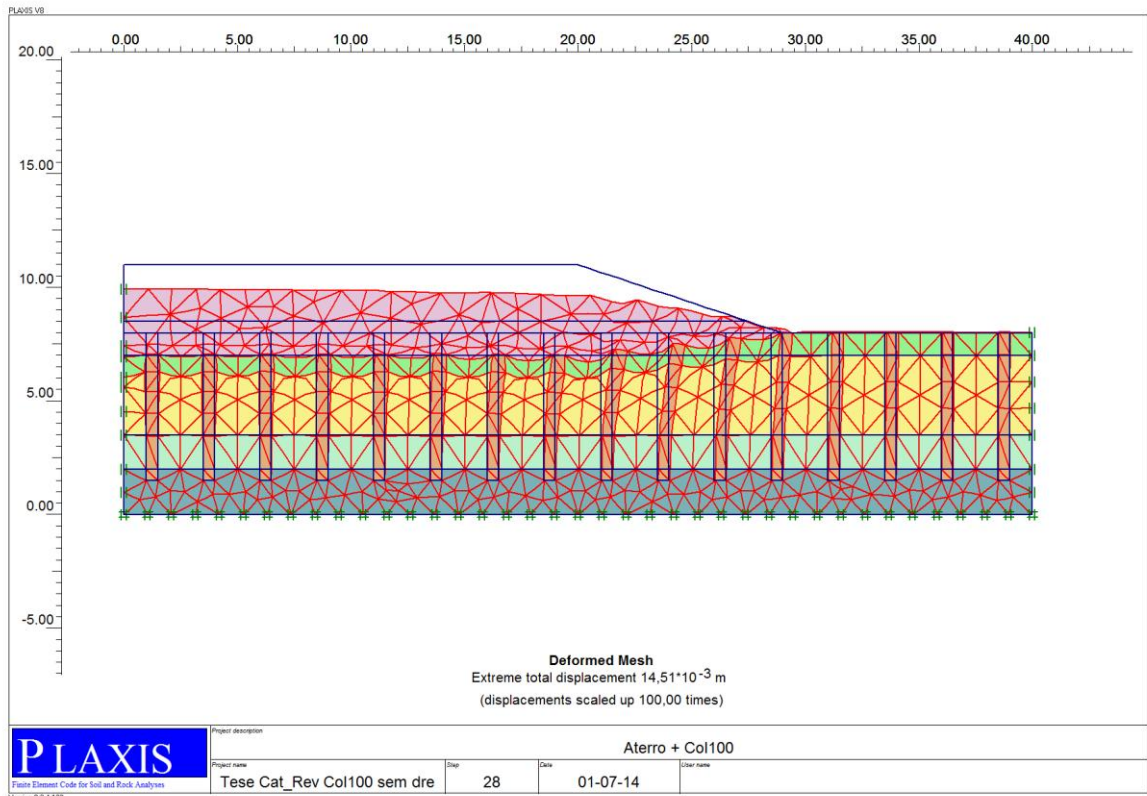 PLAXIS V8
0.00 5.00 10.00 15.00 20.00 25.00 30.00 35.00 40.00
20.00
15.00
10.00
5.00
0.00
-5.00
Deformed Mesh
Extreme total displacement 14,51*10-3 m
(displacements scaled up 100,00 times)
PLAXIS
Finite Element Code for Soil and Rock Analyses
Project description
Aterro + Col100
Project name
Tese Cat_Rev Col100 sem dre
Step
28
Date
01-07-14
User name